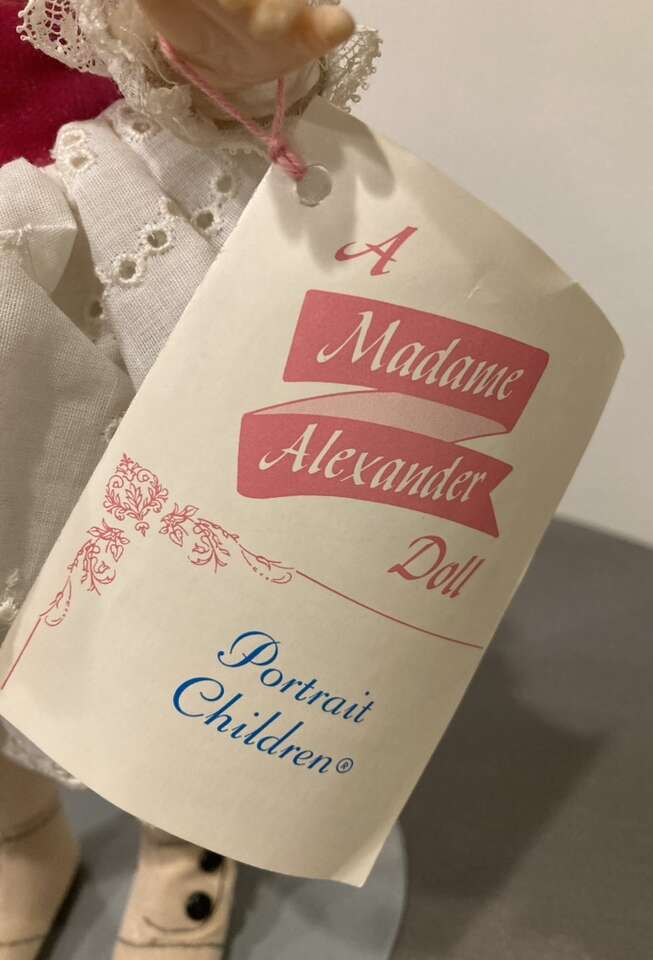 A
Madame
Alexander
Doll
Portrait
Children®